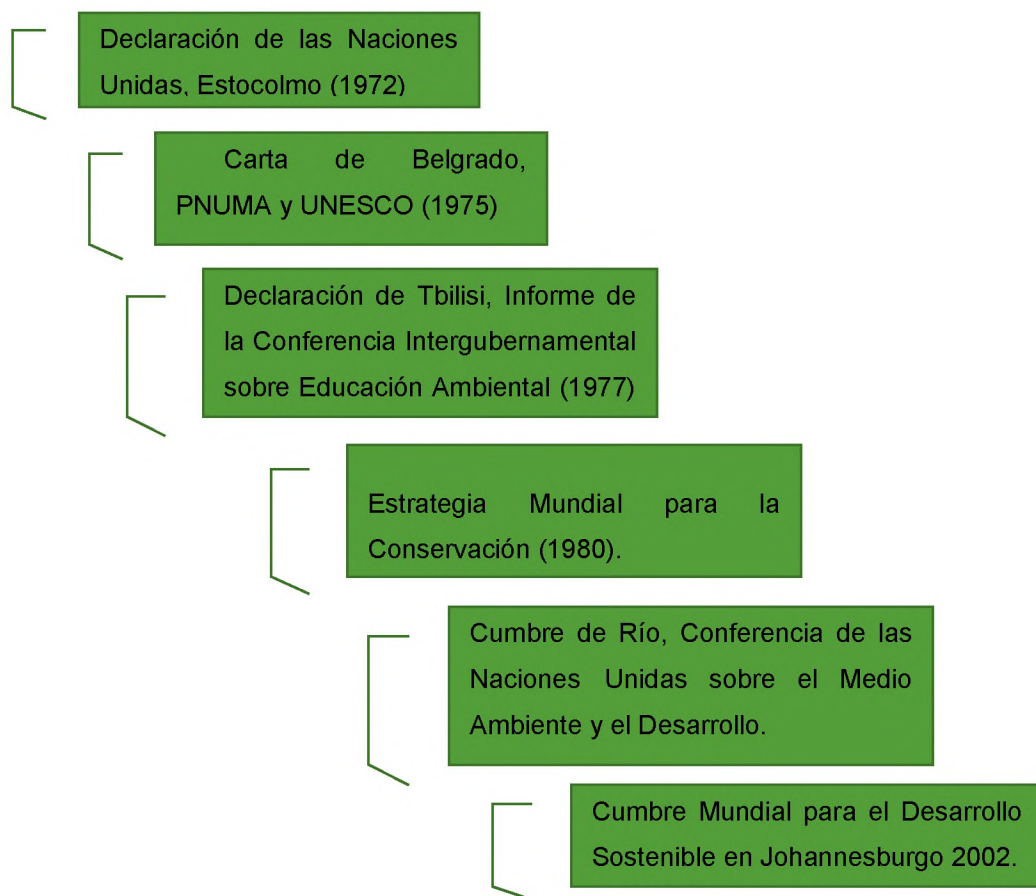 Declaración de las Naciones
Unidas, Estocolmo (1972)
Carta de Belgrado,
PNUMA y UNESCO (1975)
Declaración de Tbilisi, Informe de
la Conferencia Intergubernamental
sobre Educación Ambiental (1977)
Estrategia Mundial para la
Conservación (1980).
Cumbre de Río, Conferencia de las
Naciones Unidas sobre el Medio
Ambiente y el Desarrollo.
Cumbre Mundial para el Desarrollo
Sostenible en Johannesburgo 2002.